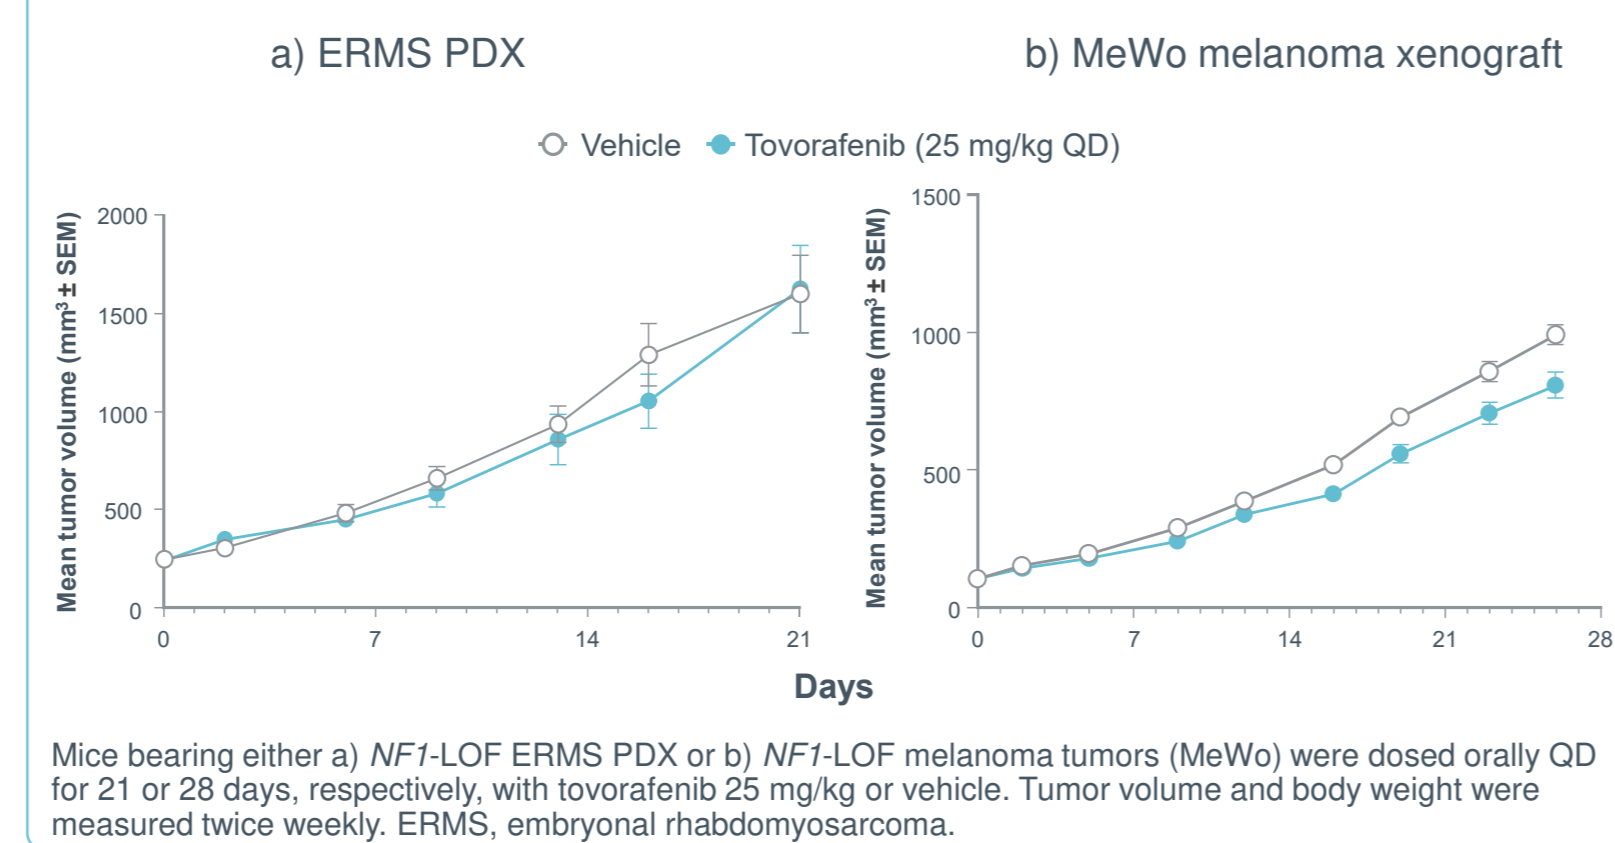 a) ERMS PDX
b) MeWo melanoma xenograft
Vehicle
Tovorafenib (25 mg/kg QD)
Mean tumor volume (mm³ ± SEM)
2000
1500
1000
500
0
0
7
14
21
Mean tumor volume (mm³ ± SEM)
1500
1000
500
0
0
7
14
21
28
Days
Mice bearing either a) NF1-LOF ERMS PDX or b) NF1-LOF melanoma tumors (MeWo) were dosed orally QD
for 21 or 28 days, respectively, with tovorafenib 25 mg/kg or vehicle. Tumor volume and body weight were
measured twice weekly. ERMS, embryonal rhabdomyosarcoma.